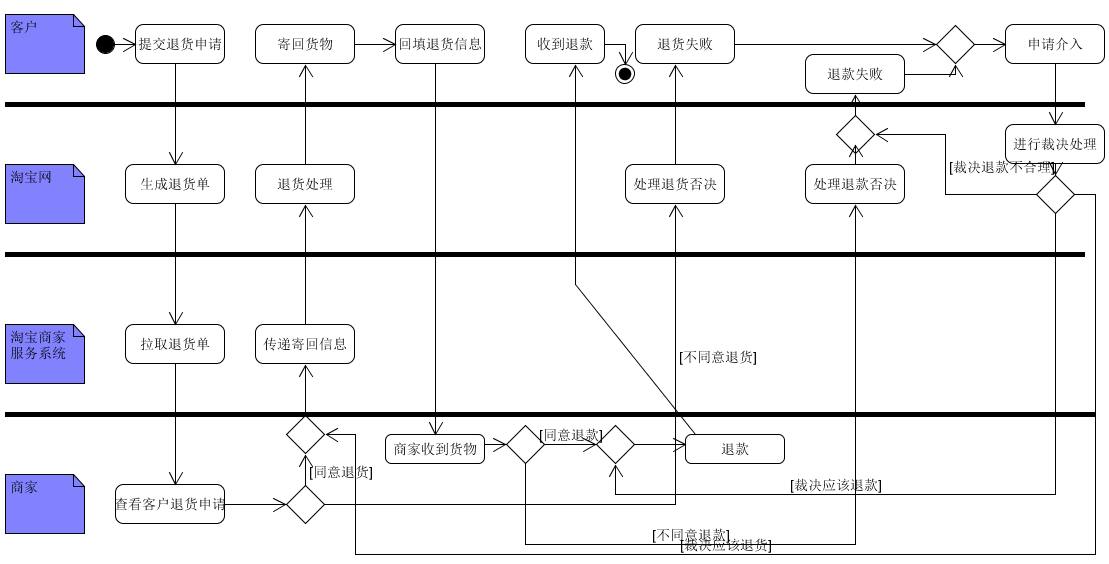 客户
提交退货申请
寄回货物
回填退货信息
收到退款
退货失败
申请介入
退款失败
进行裁决处理
[裁决退款不合理]
淘宝网
生成退货单
退货处理
处理退货否决
处理退款否决
淘宝商家
服务系统
拉取退货单
传递寄回信息
[不同意退货]
商家收到货物
[同意退款]
退款
[同意退货]
[裁决应该退款]
商家
查看客户退货申请
[不同意退款]
[裁决应该退货]